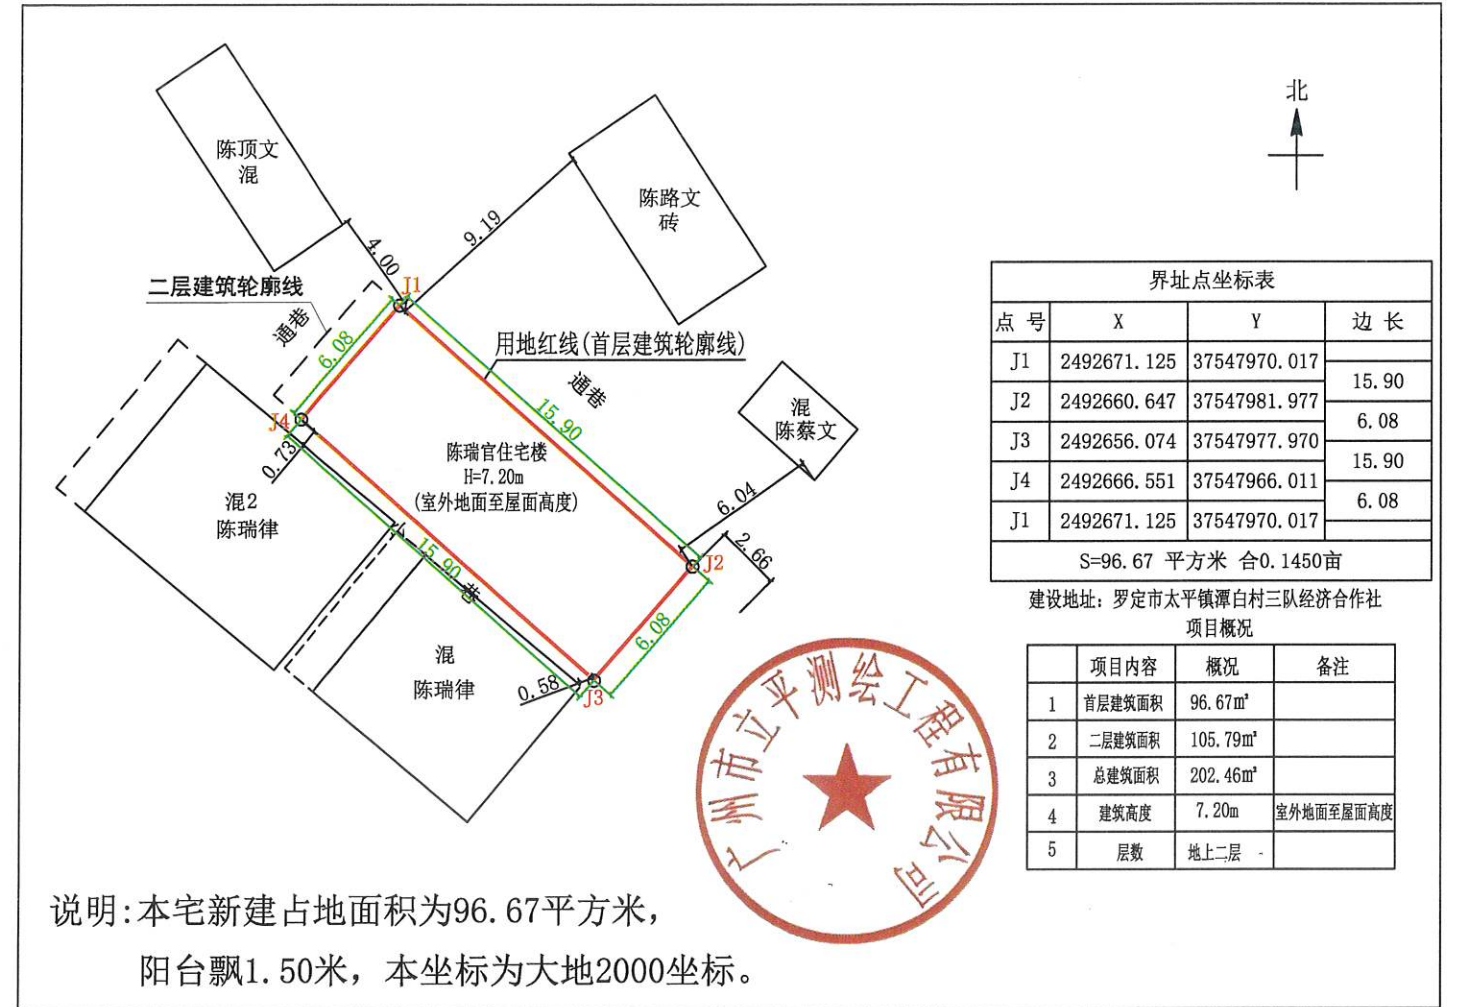 北
陈顶文
混
陈路文
砖
9.19
4.00
J1
二层建筑轮廓线
通巷
6.08
用地红线(首层建筑轮廓线)
通巷
15.90
混
陈蔡文
J4
0.73
陈瑞官住宅楼
H=7.20m
(室外地面至屋面高度)
混2
陈瑞律
6.04
2.66
J2
15.90
巷
6.08
混
陈瑞律
0.58
J3
界址点坐标表
点 号 X Y 边 长
J1 2492671.125 37547970.017
15.90
J2 2492660.647 37547981.977
6.08
J3 2492656.074 37547977.970
15.90
J4 2492666.551 37547966.011
6.08
J1 2492671.125 37547970.017
S=96.67 平方米 合0.1450亩
建设地址: 罗定市太平镇潭白村三队经济合作社
项目概况
项目内容 概况 备注
1 首层建筑面积 96.67㎡
2 二层建筑面积 105.79㎡
3 总建筑面积 202.46㎡
4 建筑高度 7.20m 室外地面至屋面高度
5 层数 地上二层
广州市立平测绘工程有限公司
说明:本宅新建占地面积为96.67平方米，
阳台飘1.50米，本坐标为大地2000坐标。